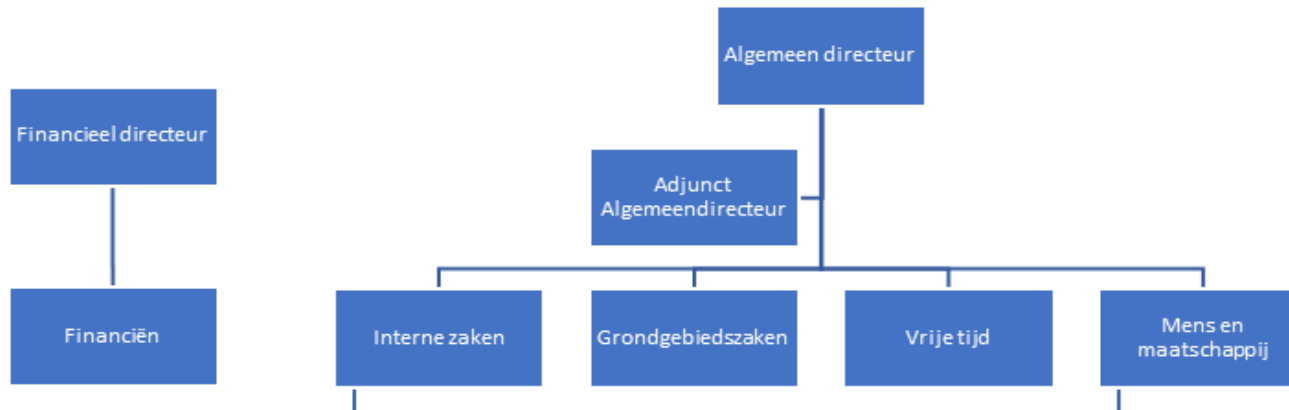 Algemeen directeur
Financieel directeur
Adjunct
Algemeendirecteur
Financiën
Interne zaken
Grondgebiedszaken
Vrije tijd
Mens en
maatschappij